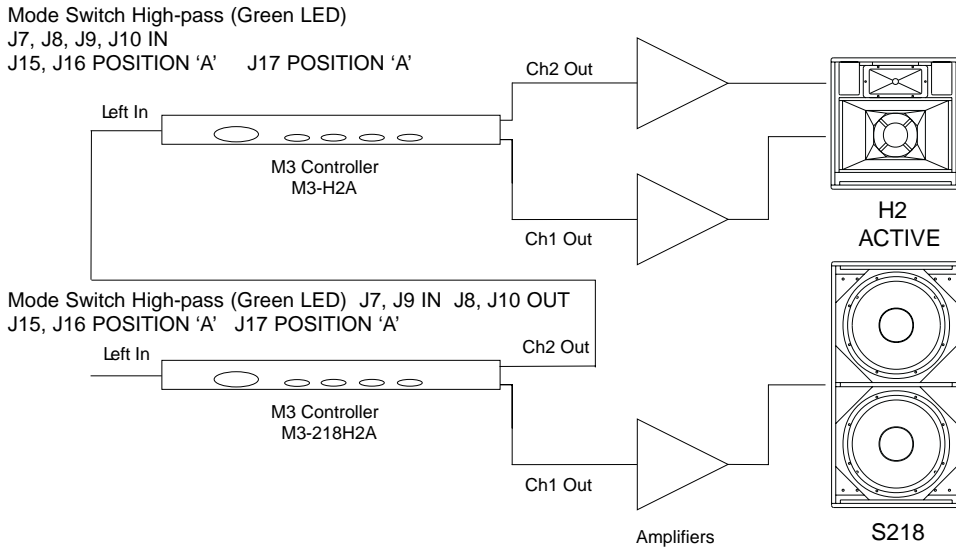 Mode Switch High-pass (Green LED)
J7, J8, J9, J10 IN
J15, J16 POSITION ‘A’ J17 POSITION ‘A’
Ch2 Out
Left In
M3 Controller
M3-H2A
Ch1 Out
H2
ACTIVE
Mode Switch High-pass (Green LED) J7, J9 IN J8, J10 OUT
J15, J16 POSITION ‘A’ J17 POSITION ‘A’
Left In
Ch2 Out
M3 Controller
M3-218H2A
Ch1 Out
Amplifiers
S218